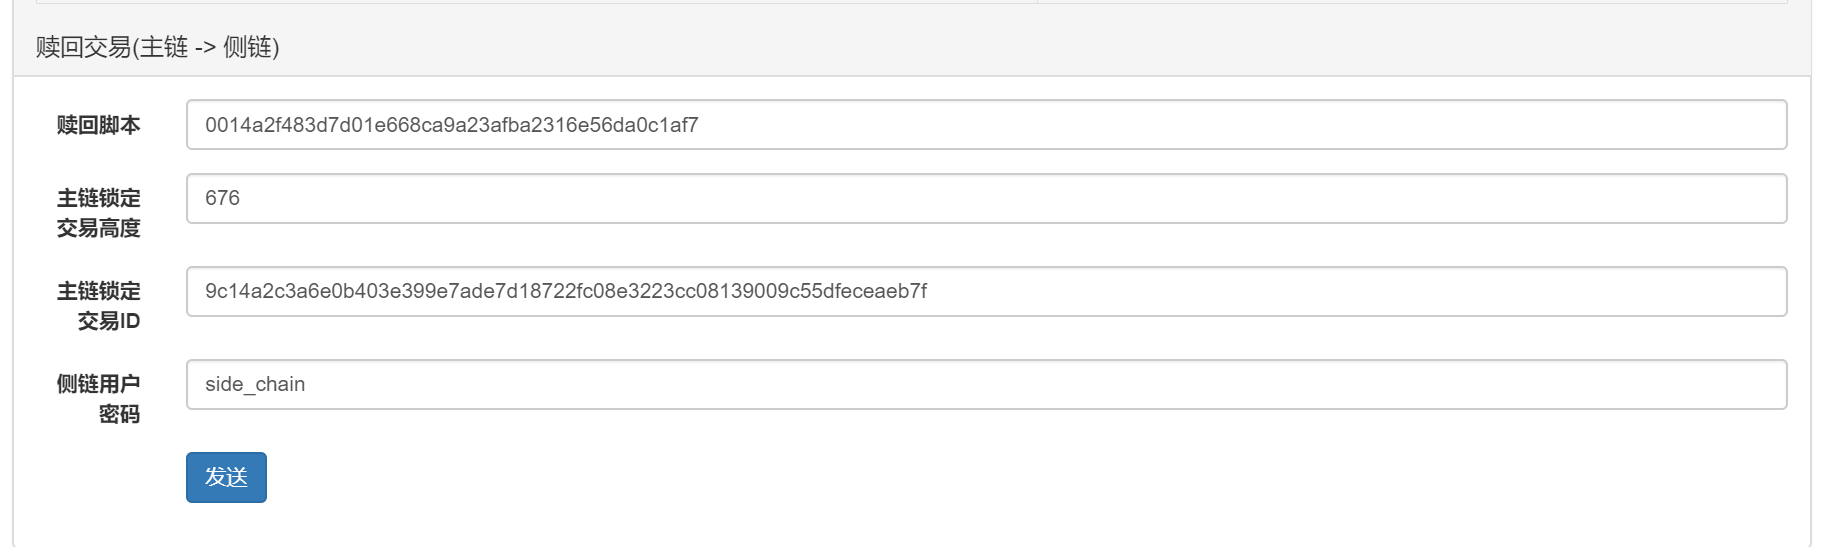 赎回交易(主链 -> 侧链)
赎回脚本
0014a2f483d7d01e668ca9a23afba2316e56da0c1af7
主链锁定
交易高度
676
主链锁定
交易ID
9c14a2c3a6e0b403e399e7ade7d18722fc08e3223cc08139009c55dfeceaeb7f
侧链用户
密码
side_chain
发送